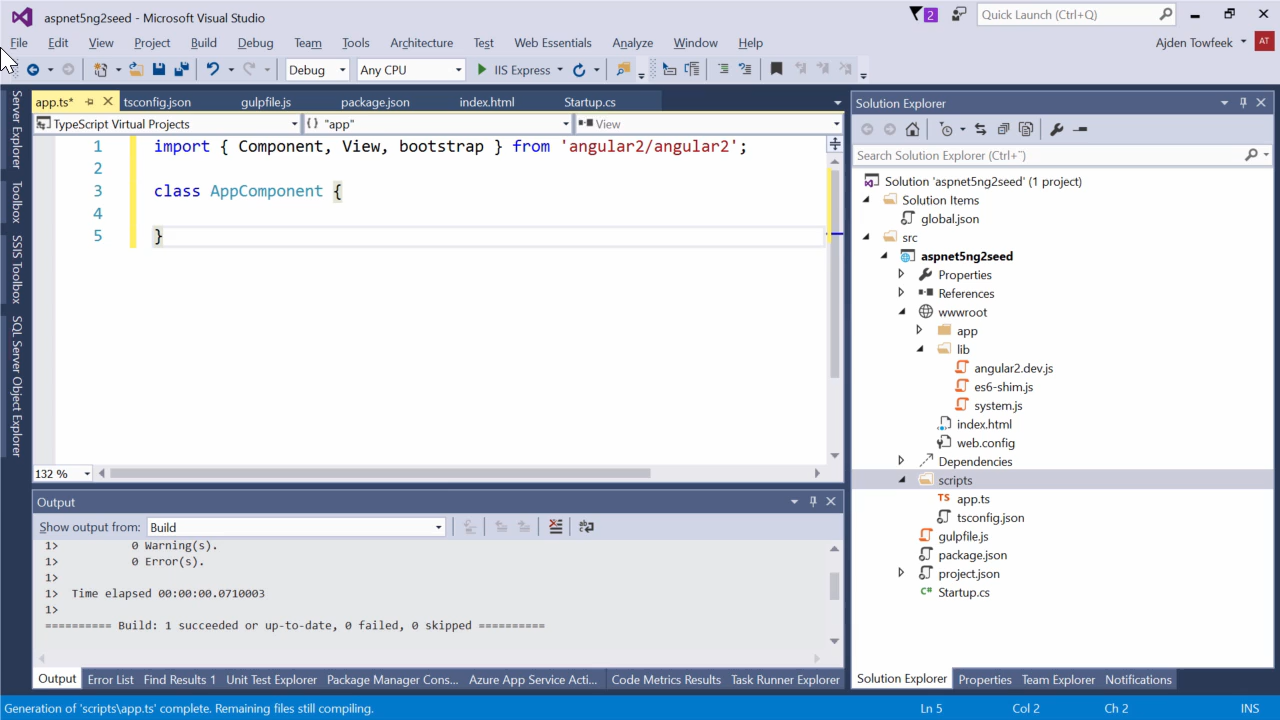 aspnet5ng2seed - Microsoft Visual Studio
2
Quick Launch (Ctrl+Q)
File Edit View Project Build Debug Team Tools Architecture Test Web Essentials Analyze Window Help
Ajden Towfeek AT
Debug Any CPU IIS Express
Server Explorer
Toolbox
SSIS Toolbox
SQL Server Object Explorer
app.ts* tsconfig.json gulpfile.js package.json index.html Startup.cs
TypeScript Virtual Projects {} "app" View
1 import { Component, View, bootstrap } from 'angular2/angular2';
2
3 class AppComponent {
4
5 }
132 %
Output
Show output from: Build
1> 0 Warning(s).
1> 0 Error(s).
1>
1> Time elapsed 00:00:00.0710003
1>
========== Build: 1 succeeded or up-to-date, 0 failed, 0 skipped ==========
Output Error List Find Results 1 Unit Test Explorer Package Manager Cons... Azure App Service Acti... Code Metrics Results Task Runner Explorer
Solution Explorer
Search Solution Explorer (Ctrl+¨)
Solution 'aspnet5ng2seed' (1 project)
Solution Items
global.json
src
aspnet5ng2seed
Properties
References
wwwroot
app
lib
angular2.dev.js
es6-shim.js
system.js
index.html
web.config
Dependencies
scripts
TS app.ts
tsconfig.json
gulpfile.js
package.json
project.json
C# Startup.cs
Solution Explorer Properties Team Explorer Notifications
Generation of 'scripts\app.ts' complete. Remaining files still compiling. Ln 5 Col 2 Ch 2 INS